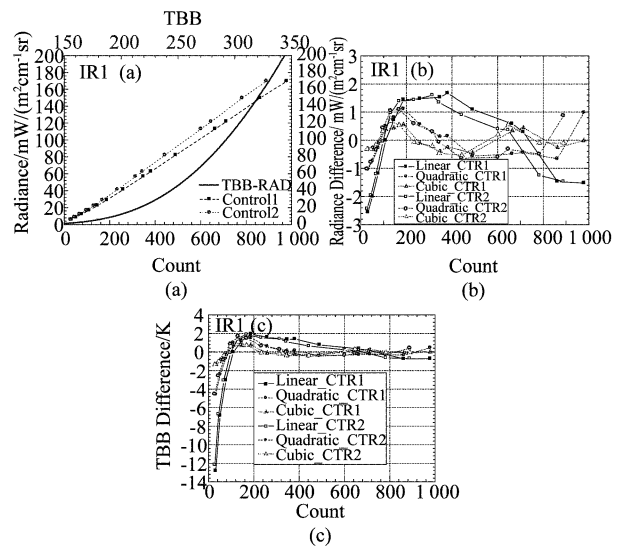 TBB
150 200 250 300 350
IR1 (a)
Radiance/mW/(m²cm⁻¹sr)
200
180
160
140
120
100
80
60
40
20
0
200
180
160
140
120
100
80
60
40
20
0
TBB-RAD
Control1
Control2
0 200 400 600 800 1 000
Count
(a)
IR1 (b)
Radiance Difference/ mW/(m²cm⁻¹sr)
3
2
1
0
-1
-2
-3
Linear_CTR1
Quadratic_CTR1
Cubic_CTR1
Linear_CTR2
Quadratic_CTR2
Cubic_CTR2
0 200 400 600 800 1 000
Count
(b)
IR1 (c)
TBB Difference/K
4
2
0
-2
-4
-6
-8
-10
-12
-14
Linear_CTR1
Quadratic_CTR1
Cubic_CTR1
Linear_CTR2
Quadratic_CTR2
Cubic_CTR2
0 200 400 600 800 1 000
Count
(c)